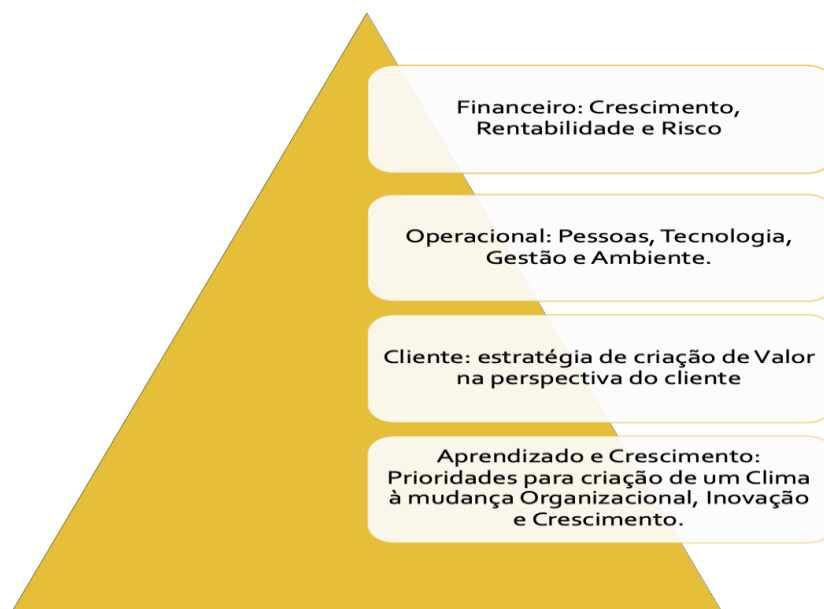 Financeiro: Crescimento,
Rentabilidade e Risco
Operacional: Pessoas, Tecnologia,
Gestão e Ambiente.
Cliente: estratégia de criação de Valor
na perspectiva do cliente
Aprendizado e Crescimento:
Prioridades para criação de um Clima
à mudança Organizacional, Inovação
e Crescimento.